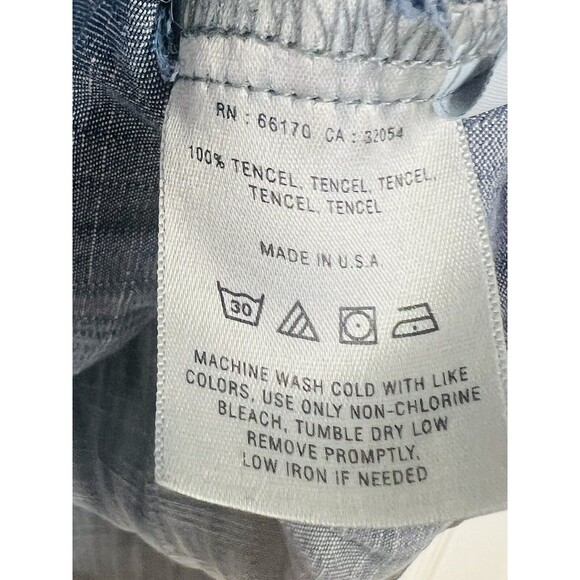 RN : 66170 CA : 32054
100% TENCEL, TENCEL, TENCEL,
TENCEL, TENCEL
MADE IN U.S.A.
30
MACHINE WASH COLD WITH LIKE
COLORS, USE ONLY NON-CHLORINE
BLEACH, TUMBLE DRY LOW
REMOVE PROMPTLY,
LOW IRON IF NEEDED